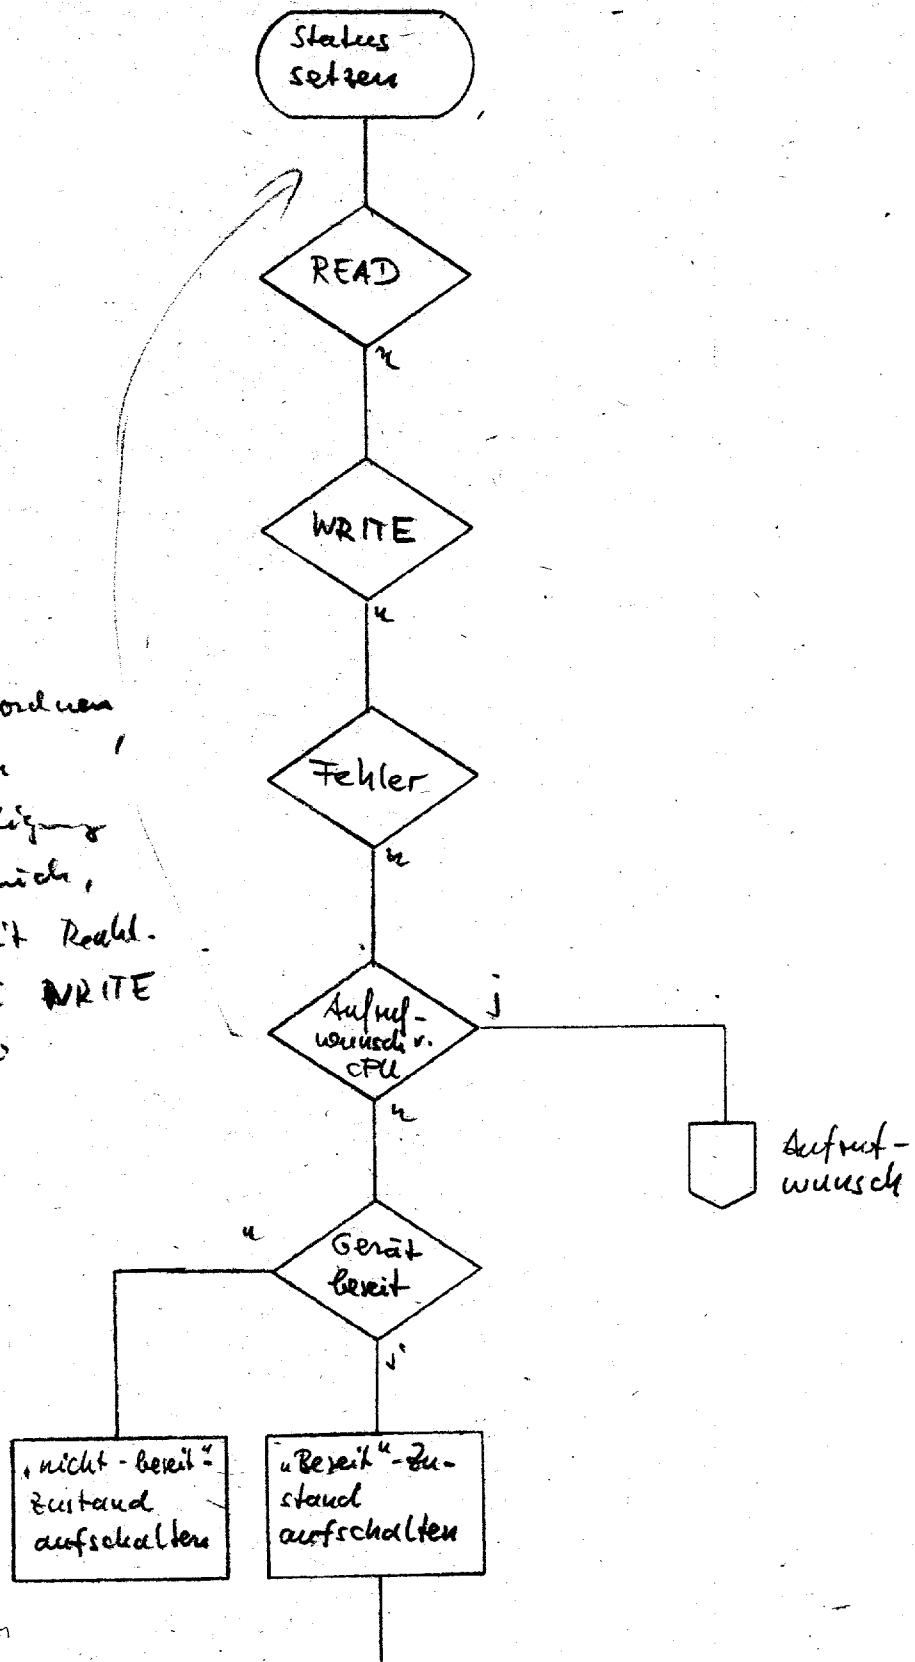 Status
setzen
READ
n
WRITE
n
Fehler
n
WRITE
Aufruf-
wunsch v.
CPU
j
n
Aufruf-
wunsch
Gerät
bereit
n
j
„nicht-bereit"-
Zustand
aufschalten
„Bereit"-Zu-
stand
aufschalten